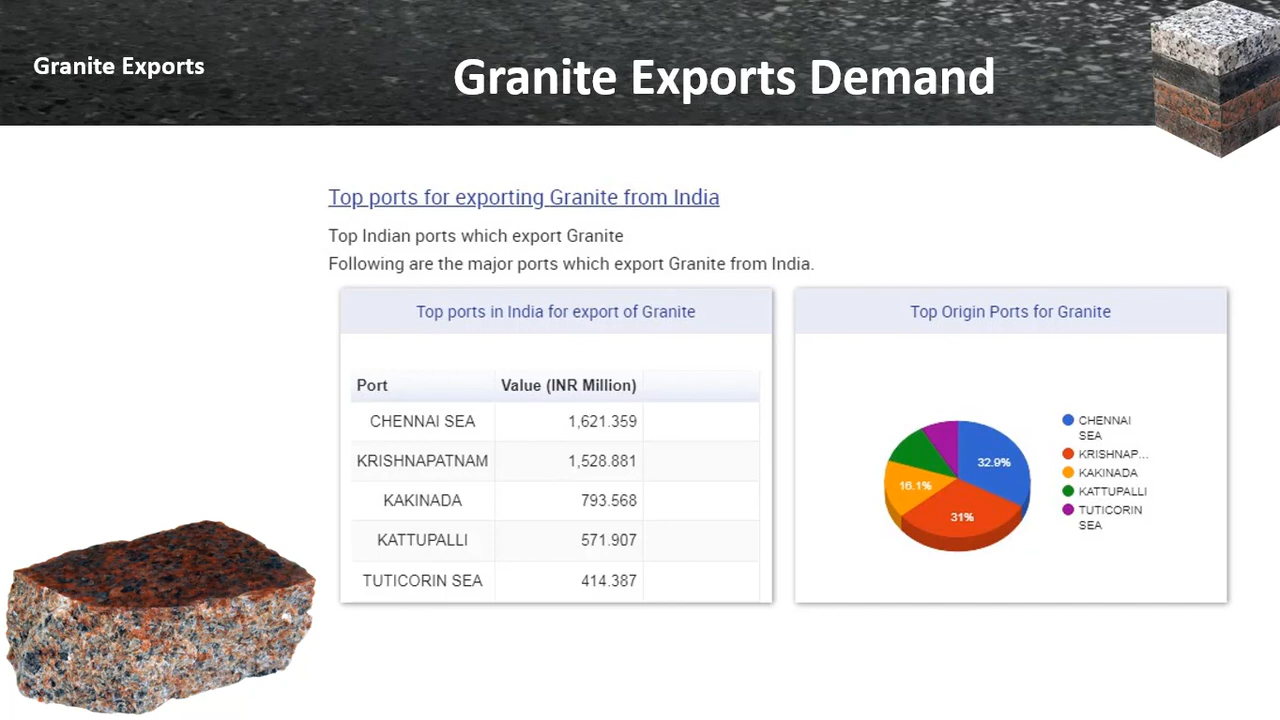 Granite Exports
Granite Exports Demand
Top ports for exporting Granite from India
Top Indian ports which export Granite
Following are the major ports which export Granite from India.
Top ports in India for export of Granite
Port Value (INR Million)
CHENNAI SEA 1,621.359
KRISHNAPATNAM 1,528.881
KAKINADA 793.568
KATTUPALLI 571.907
TUTICORIN SEA 414.387
Top Origin Ports for Granite
32.9%
16.1%
31%
CHENNAI
SEA
KRISHNAP...
KAKINADA
KATTUPALLI
TUTICORIN
SEA